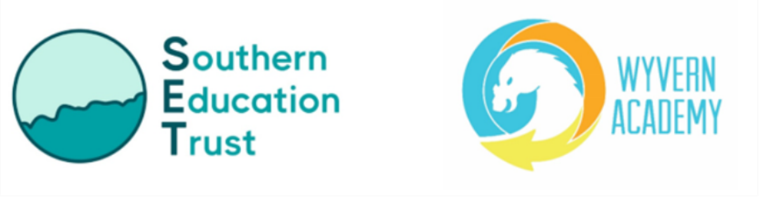 Southern
Education
Trust
WYVERN
ACADEMY